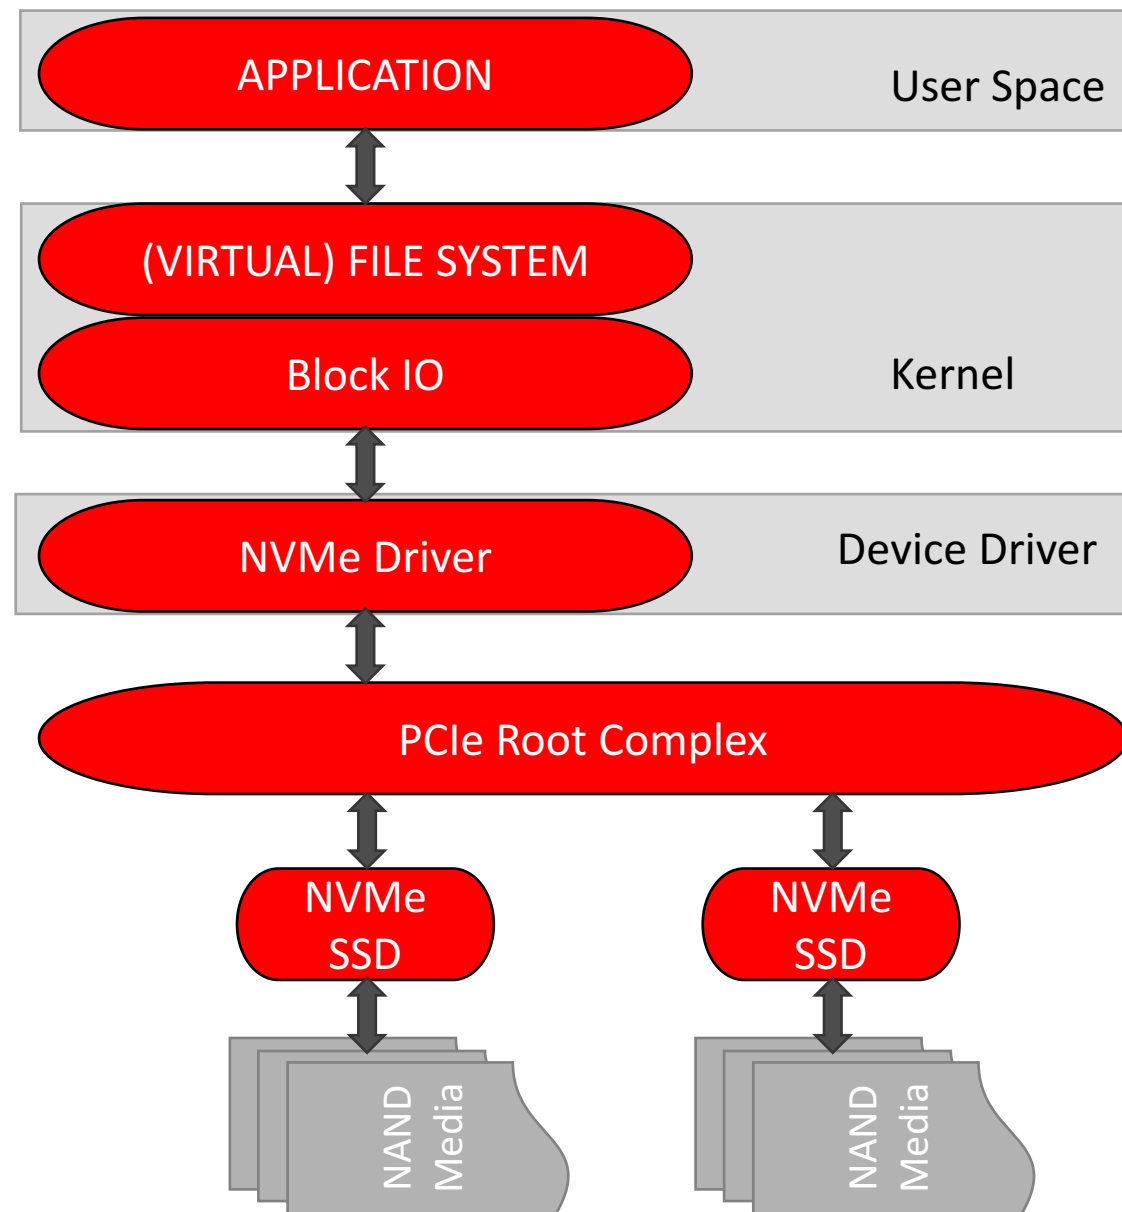 APPLICATION
User Space
(VIRTUAL) FILE SYSTEM
Block IO
Kernel
NVMe Driver
Device Driver
PCIe Root Complex
NVMe
SSD
NVMe
SSD
NAND
Media
NAND
Media